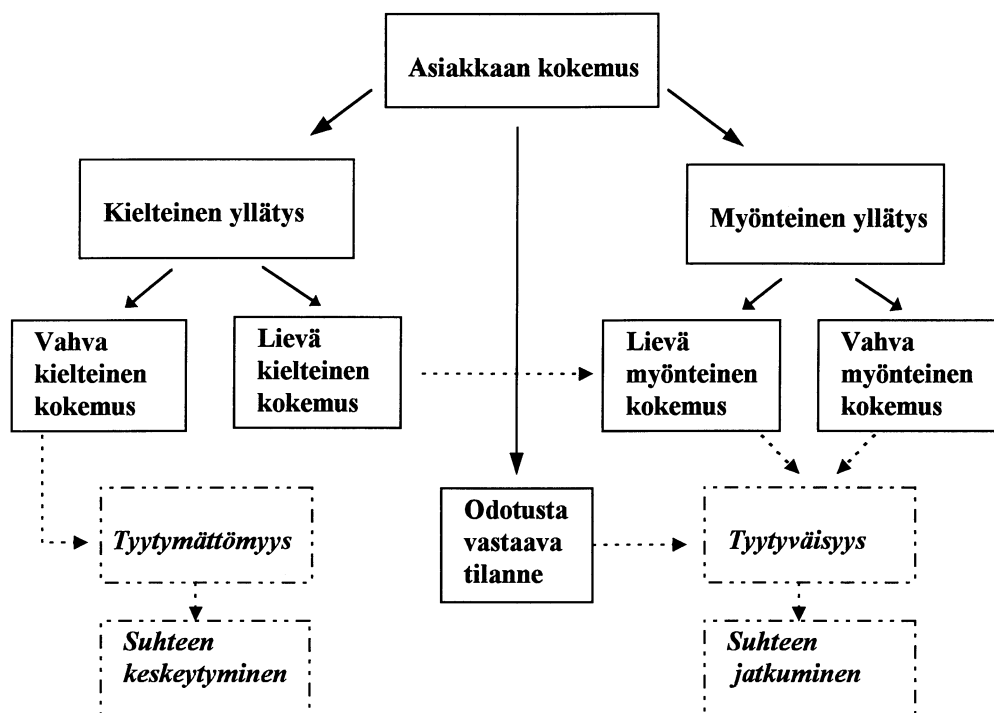 Asiakkaan kokemus
Kielteinen yllätys
Myönteinen yllätys
Vahva
kielteinen
kokemus
Lievä
kielteinen
kokemus
Lievä
myönteinen
kokemus
Vahva
myönteinen
kokemus
Tyytymättömyys
Odotusta
vastaava
tilanne
Tyytyväisyys
Suhteen
keskeytyminen
Suhteen
jatkuminen